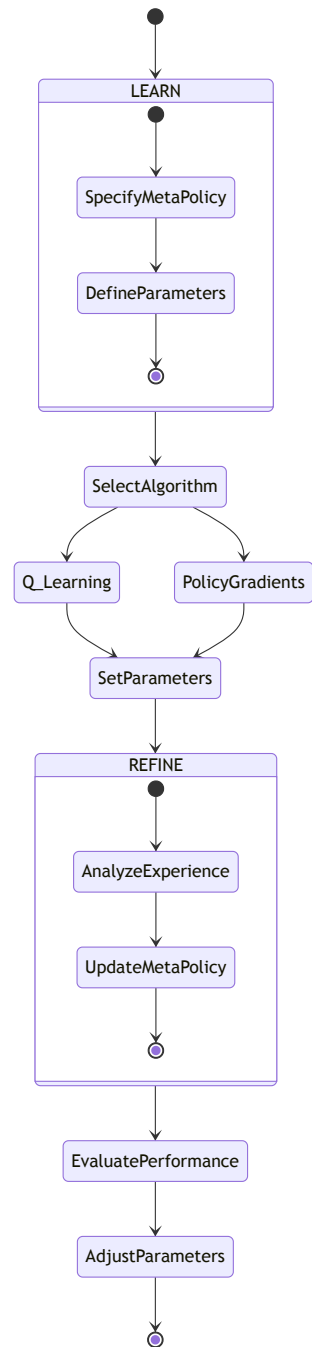 LEARN
SpecifyMetaPolicy
DefineParameters
SelectAlgorithm
Q_Learning
PolicyGradients
SetParameters
REFINE
AnalyzeExperience
UpdateMetaPolicy
EvaluatePerformance
AdjustParameters